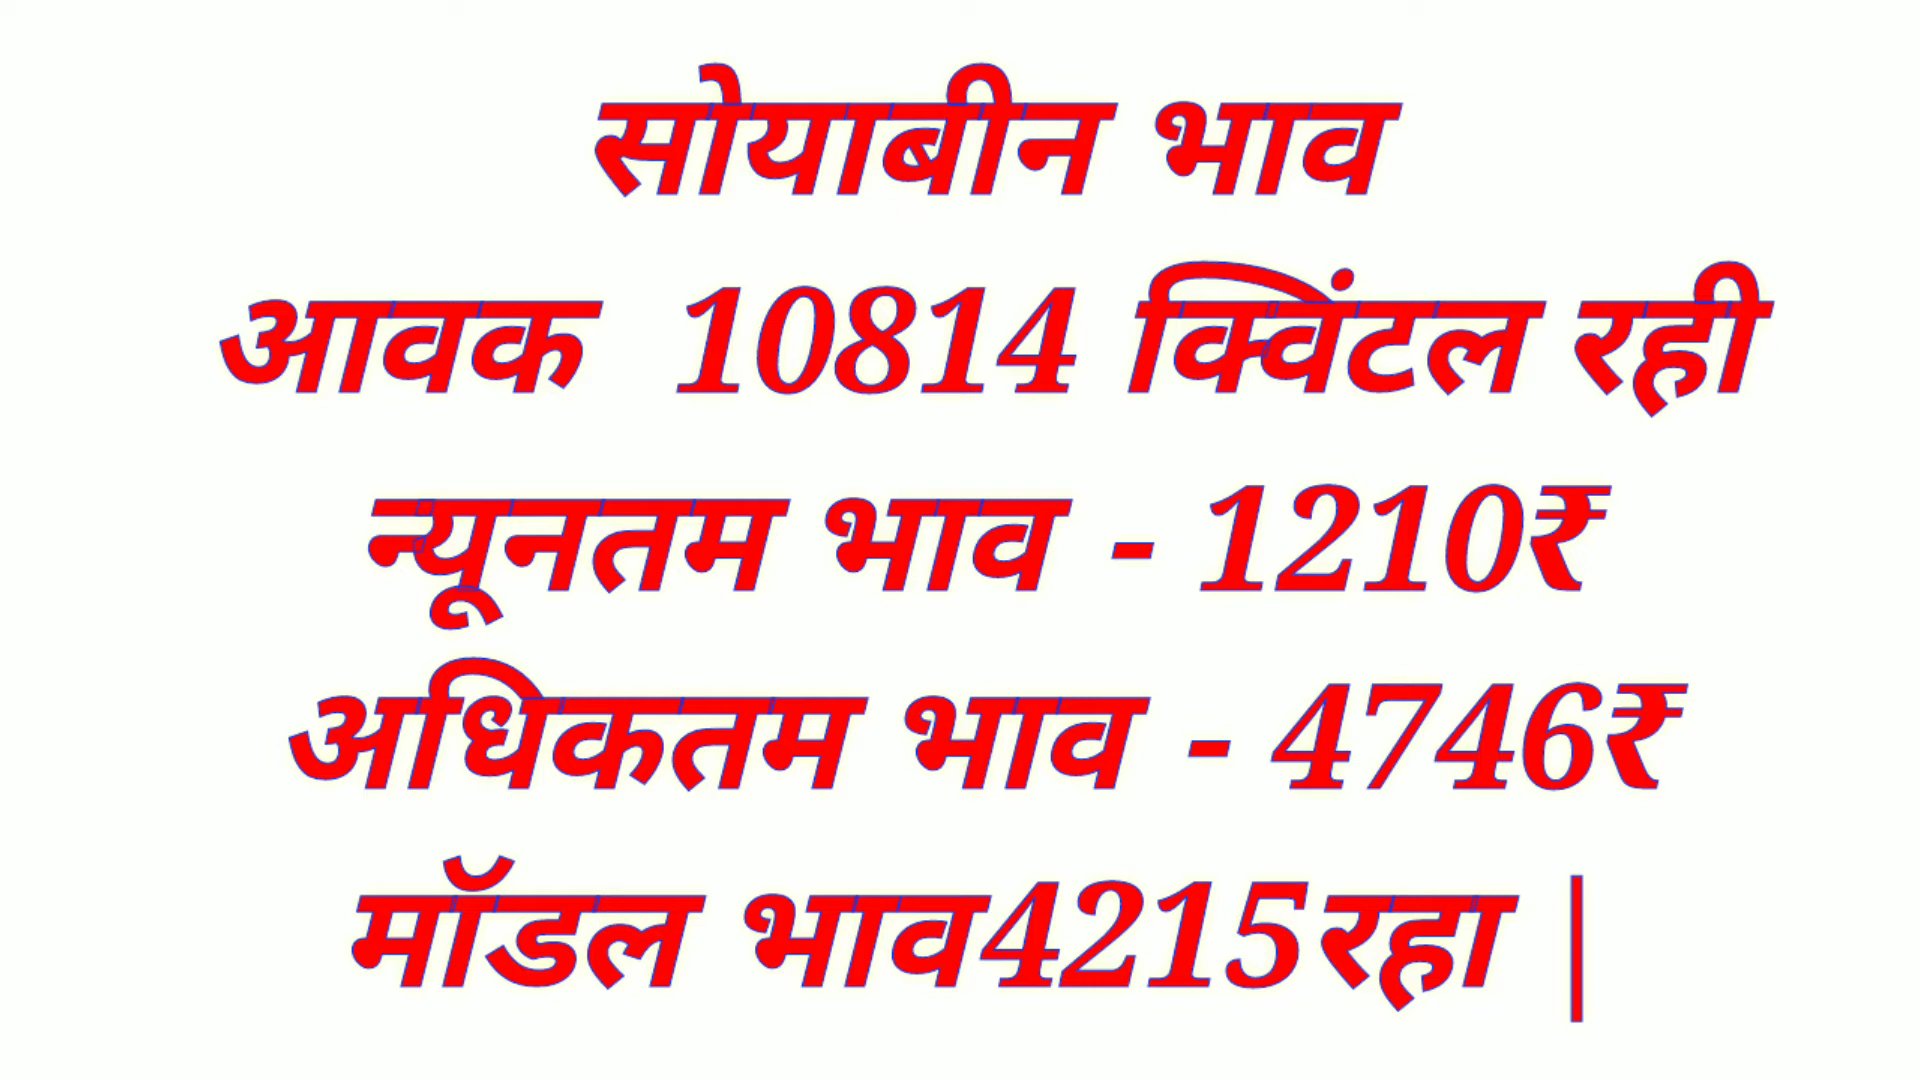 सोयाबीन भाव
आवक 10814 क्विंटल रही
न्यूनतम भाव - 1210₹
अधिकतम भाव - 4746₹
मॉडल भाव4215रहा |